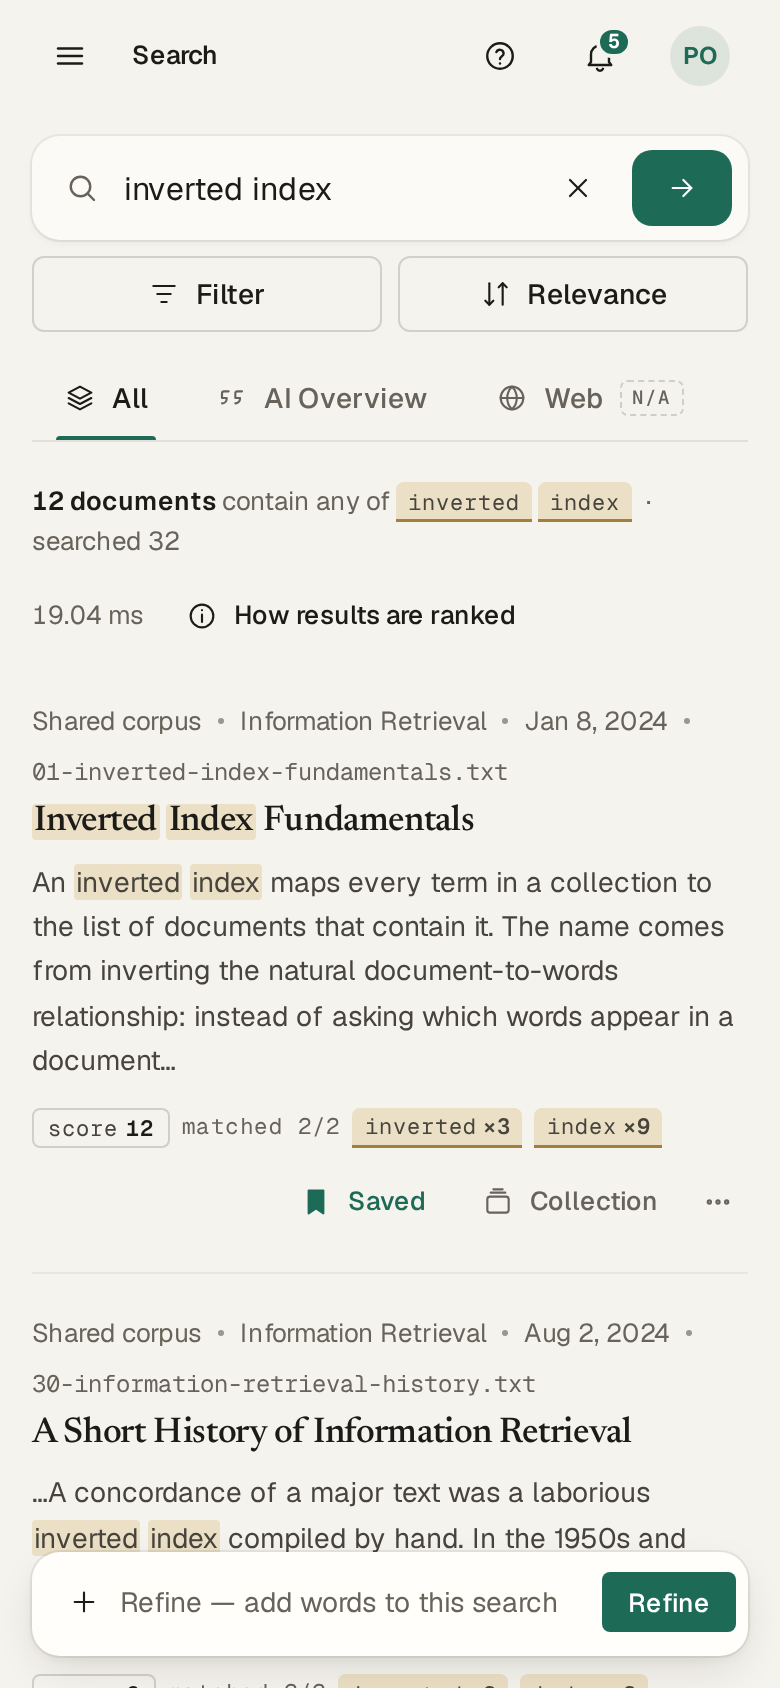 Search
5
PO
inverted index
Filter
Relevance
All
AI Overview
Web
N/A
12 documents contain any of inverted index ·
searched 32
19.04 ms
How results are ranked
Shared corpus • Information Retrieval • Jan 8, 2024 •
01-inverted-index-fundamentals.txt
Inverted Index Fundamentals
An inverted index maps every term in a collection to
the list of documents that contain it. The name comes
from inverting the natural document-to-words
relationship: instead of asking which words appear in a
document…
score 12 matched 2/2 inverted ×3 index ×9
Saved
Collection
Shared corpus • Information Retrieval • Aug 2, 2024 •
30-information-retrieval-history.txt
A Short History of Information Retrieval
…A concordance of a major text was a laborious
inverted index compiled by hand. In the 1950s and
Refine — add words to this search
Refine